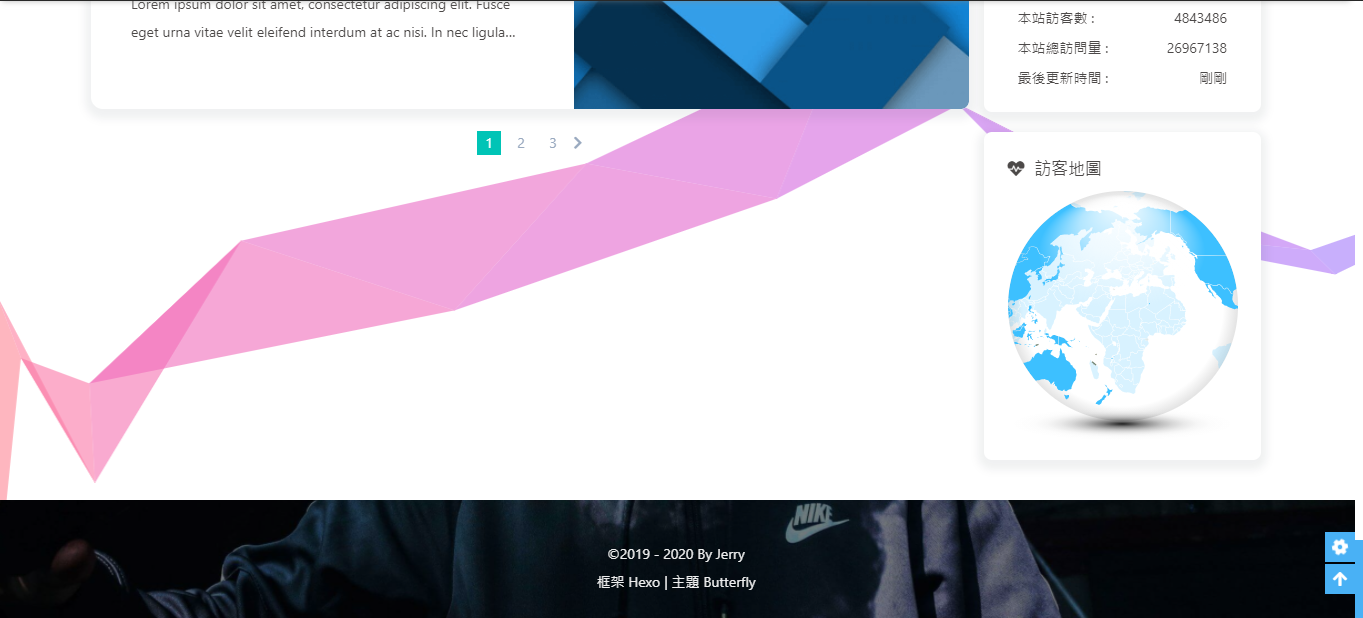 Lorem ipsum dolor sit amet, consectetur adipiscing elit. Fusce
eget urna vitae velit eleifend interdum at ac nisi. In nec ligula...
1 2 3
本站訪客數 : 4843486
本站總訪問量 : 26967138
最後更新時間 : 剛剛
訪客地圖
NIKE
©2019 - 2020 By Jerry
框架 Hexo | 主題 Butterfly